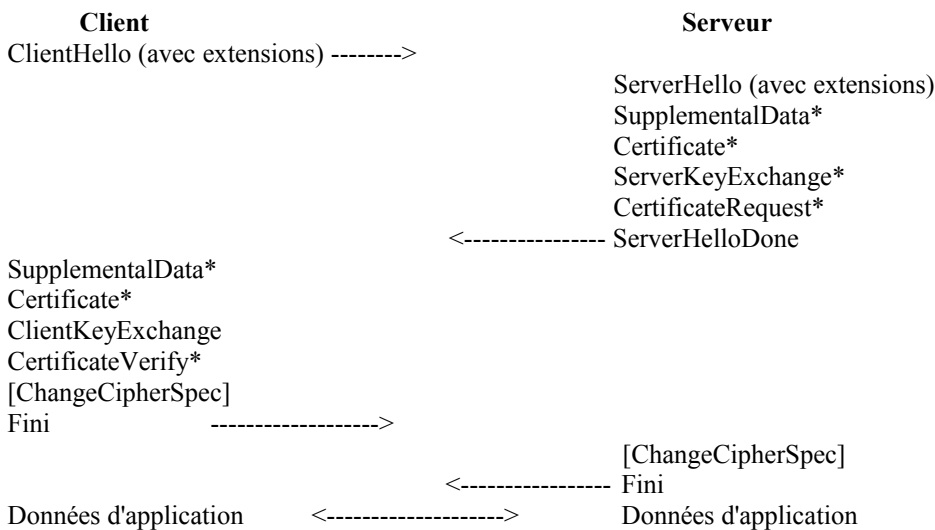 Client Serveur
ClientHello (avec extensions) -------->
ServerHello (avec extensions)
SupplementalData*
Certificate*
ServerKeyExchange*
CertificateRequest*
<---------------- ServerHelloDone
SupplementalData*
Certificate*
ClientKeyExchange
CertificateVerify*
[ChangeCipherSpec]
Fini ------------------->
[ChangeCipherSpec]
<---------------- Fini
Données d'application <-------------------> Données d'application